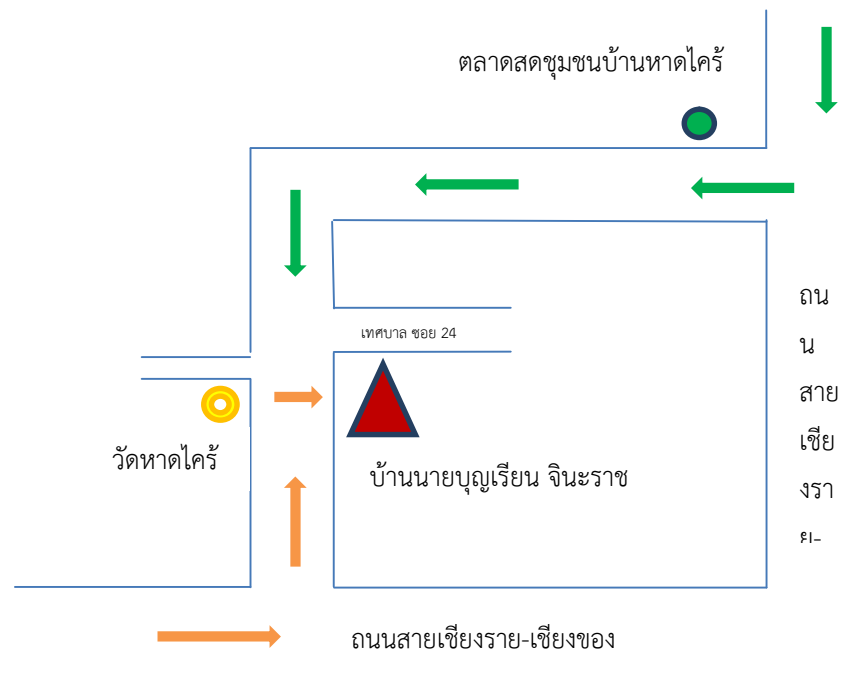 ตลาดสดชุมชนบ้านหาดไคร้
ถน
น
สาย
เชีย
งรา
ย-
เทศบาล ซอย 24
วัดหาดไคร้
บ้านนายบุญเรียน จินะราช
ถนนสายเชียงราย-เชียงของ